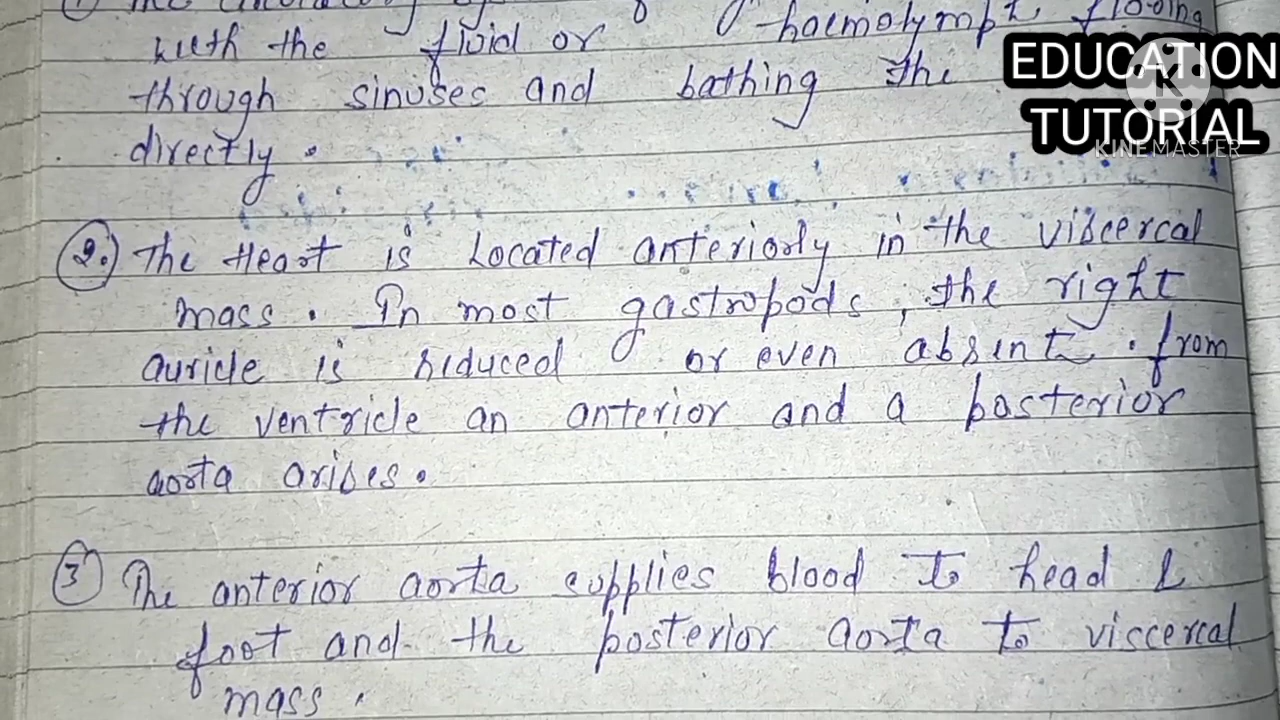 with the fluid or haemolymph flowing
through sinuses and bathing the
directly.
2. The Heart is Located anteriorly in the viscercal
mass. In most gastropods, the right
auricle is reduced or even absent. from
the ventricle an anterior and a posterior
aorta arises.
3 The anterior aorta supplies blood to head &
foot and the posterior aorta to viscercal
mass.
EDUCATION
TUTORIAL
K
KINEMASTER